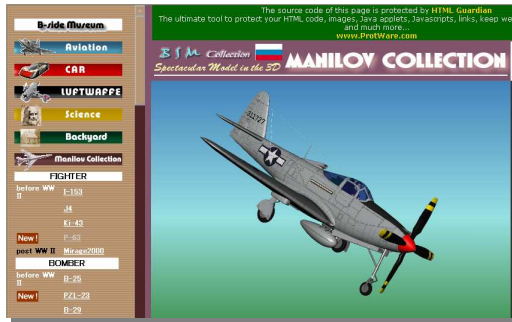 B-side Museum
Aviation
CAR
LUFTWAFFE
Science
Backyard
Manilov Collection
FIGHTER
before WW II
I-153
J4
Ki-43
New!
P-63
post WW II
Mirage2000
BOMBER
before WW II
B-25
New!
PZL-23
B-29
The source code of this page is protected by HTML Guardian
The ultimate tool to protect your HTML code, images, Java applets, Javascripts, links, keep we
and much more...
www.ProtWare.com
BSM Collection
Spectacular Model in the 3D
MANILOV COLLECTION